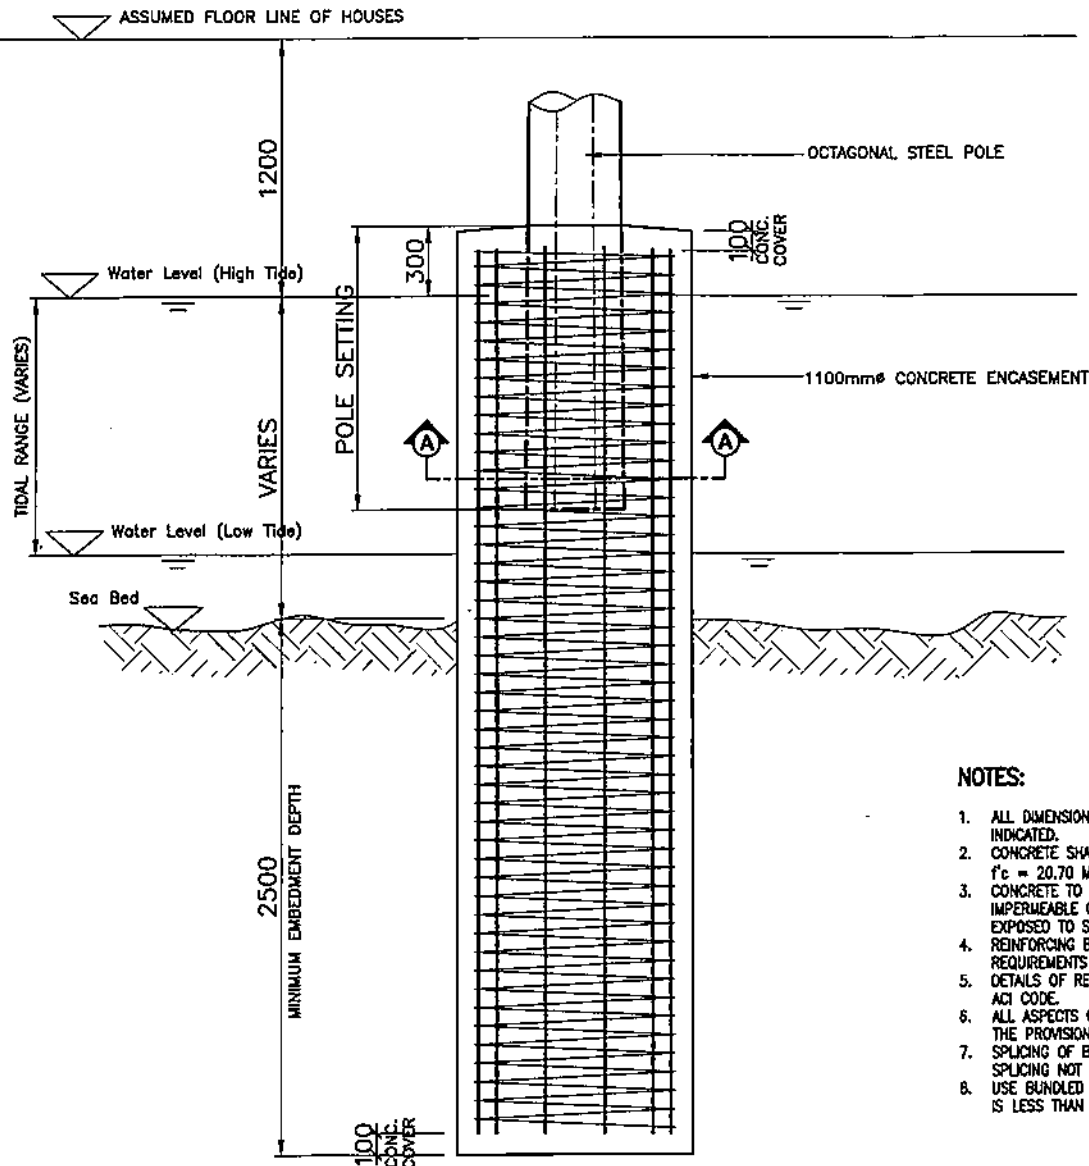 ASSUMED FLOOR LINE OF HOUSES
1200
OCTAGONAL STEEL POLE
100
CONC.
COVER
300
Water Level (High Tide)
POLE SETTING
TIDAL RANGE (VARIES)
VARIES
1100mmø CONCRETE ENCASEMENT
A
A
Water Level (Low Tide)
Sea Bed
2500
MINIMUM EMBEDMENT DEPTH
100
CONC.
COVER
NOTES:
1. ALL DIMENSION
INDICATED.
2. CONCRETE SHA
f'c = 20.70 M
3. CONCRETE TO
IMPERMEABLE
EXPOSED TO S
4. REINFORCING B
REQUIREMENTS
5. DETAILS OF RE
ACI CODE.
6. ALL ASPECTS
THE PROVISION
7. SPLICING OF B
SPLICING NOT
8. USE BUNDLED
IS LESS THAN